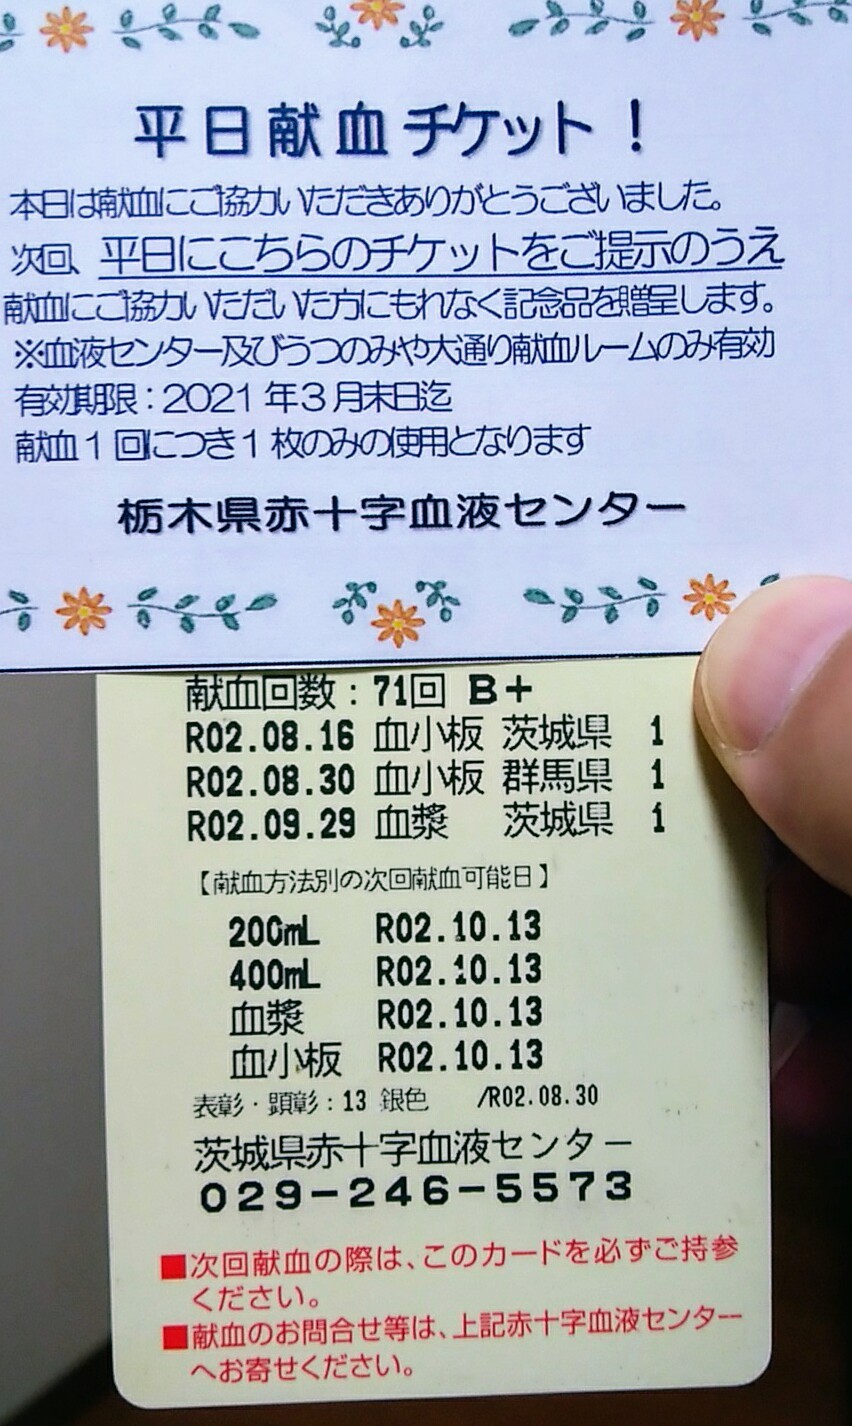 平日献血チケット！
本日は献血にご協力いただきありがとうございました。
次回、平日にこちらのチケットをご提示のうえ
献血にご協力いただいた方にもれなく記念品を贈呈します。
※血液センター及びうつのみや大通り献血ルームのみ有効
有効期限：2021年3月末日迄
献血1回につき1枚のみの使用となります
栃木県赤十字血液センター
献血回数：71回 B+
R02.08.16 血小板 茨城県 1
R02.08.30 血小板 群馬県 1
R02.09.29 血漿 茨城県 1
【献血方法別の次回献血可能日】
200mL R02.10.13
400mL R02.10.13
血漿 R02.10.13
血小板 R02.10.13
表彰・顕彰：13 銀色 /R02.08.30
茨城県赤十字血液センター
029-246-5573
■次回献血の際は、このカードを必ずご持参
ください。
■献血のお問合せ等は、上記赤十字血液センター
へお寄せください。